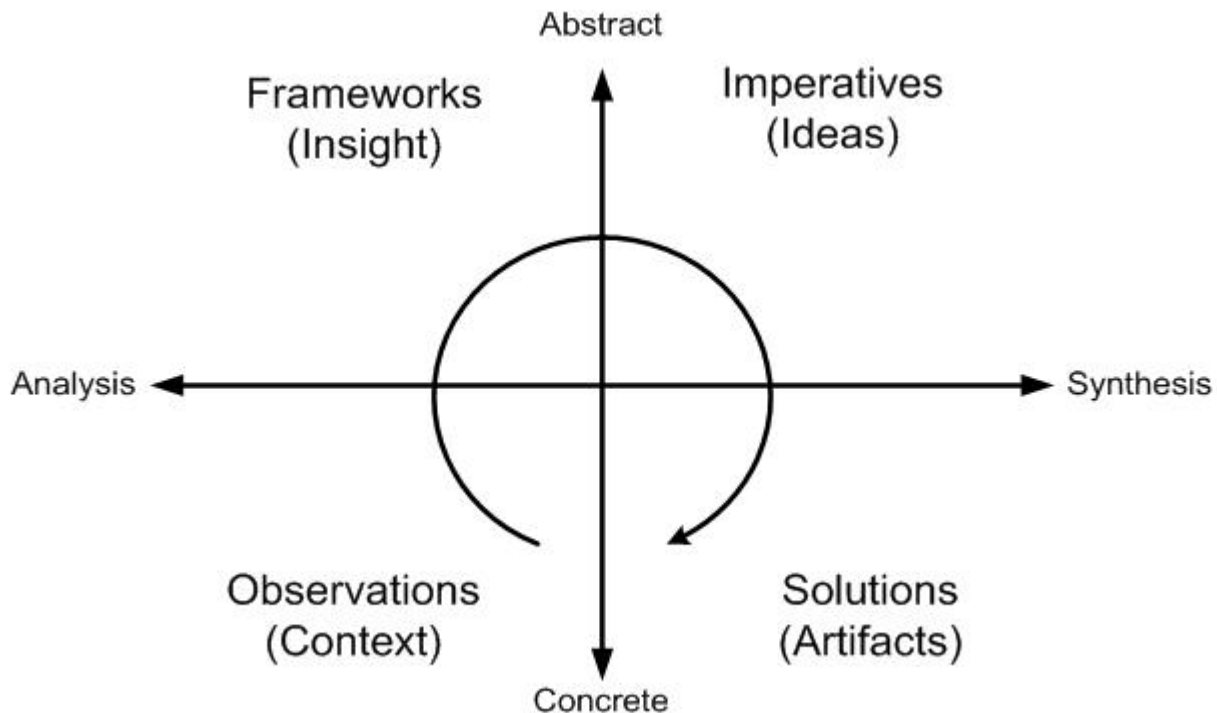 Abstract
Frameworks
(Insight)
Imperatives
(Ideas)
Analysis
Synthesis
Observations
(Context)
Solutions
(Artifacts)
Concrete